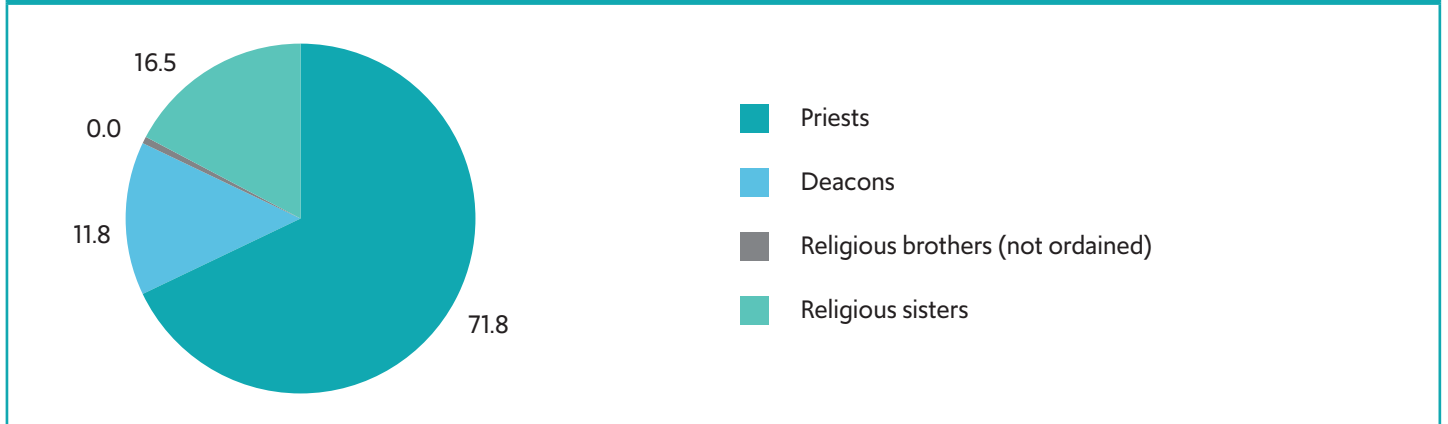 16.5
0.0
11.8
71.8
Priests
Deacons
Religious brothers (not ordained)
Religious sisters